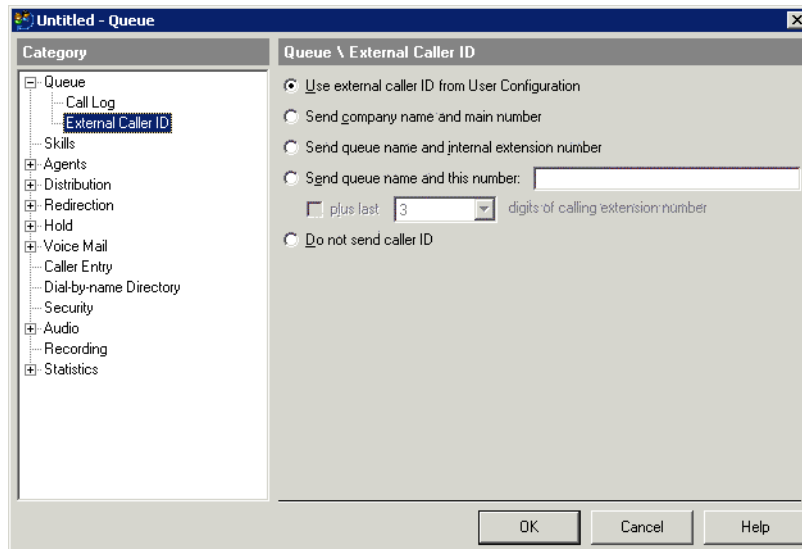 Untitled - Queue
Category
Queue
Call Log
External Caller ID
Skills
Agents
Distribution
Redirection
Hold
Voice Mail
Caller Entry
Dial-by-name Directory
Security
Audio
Recording
Statistics
Queue \ External Caller ID
Use external caller ID from User Configuration
Send company name and main number
Send queue name and internal extension number
Send queue name and this number:
plus last 3 digits of calling extension number
Do not send caller ID
OK Cancel Help